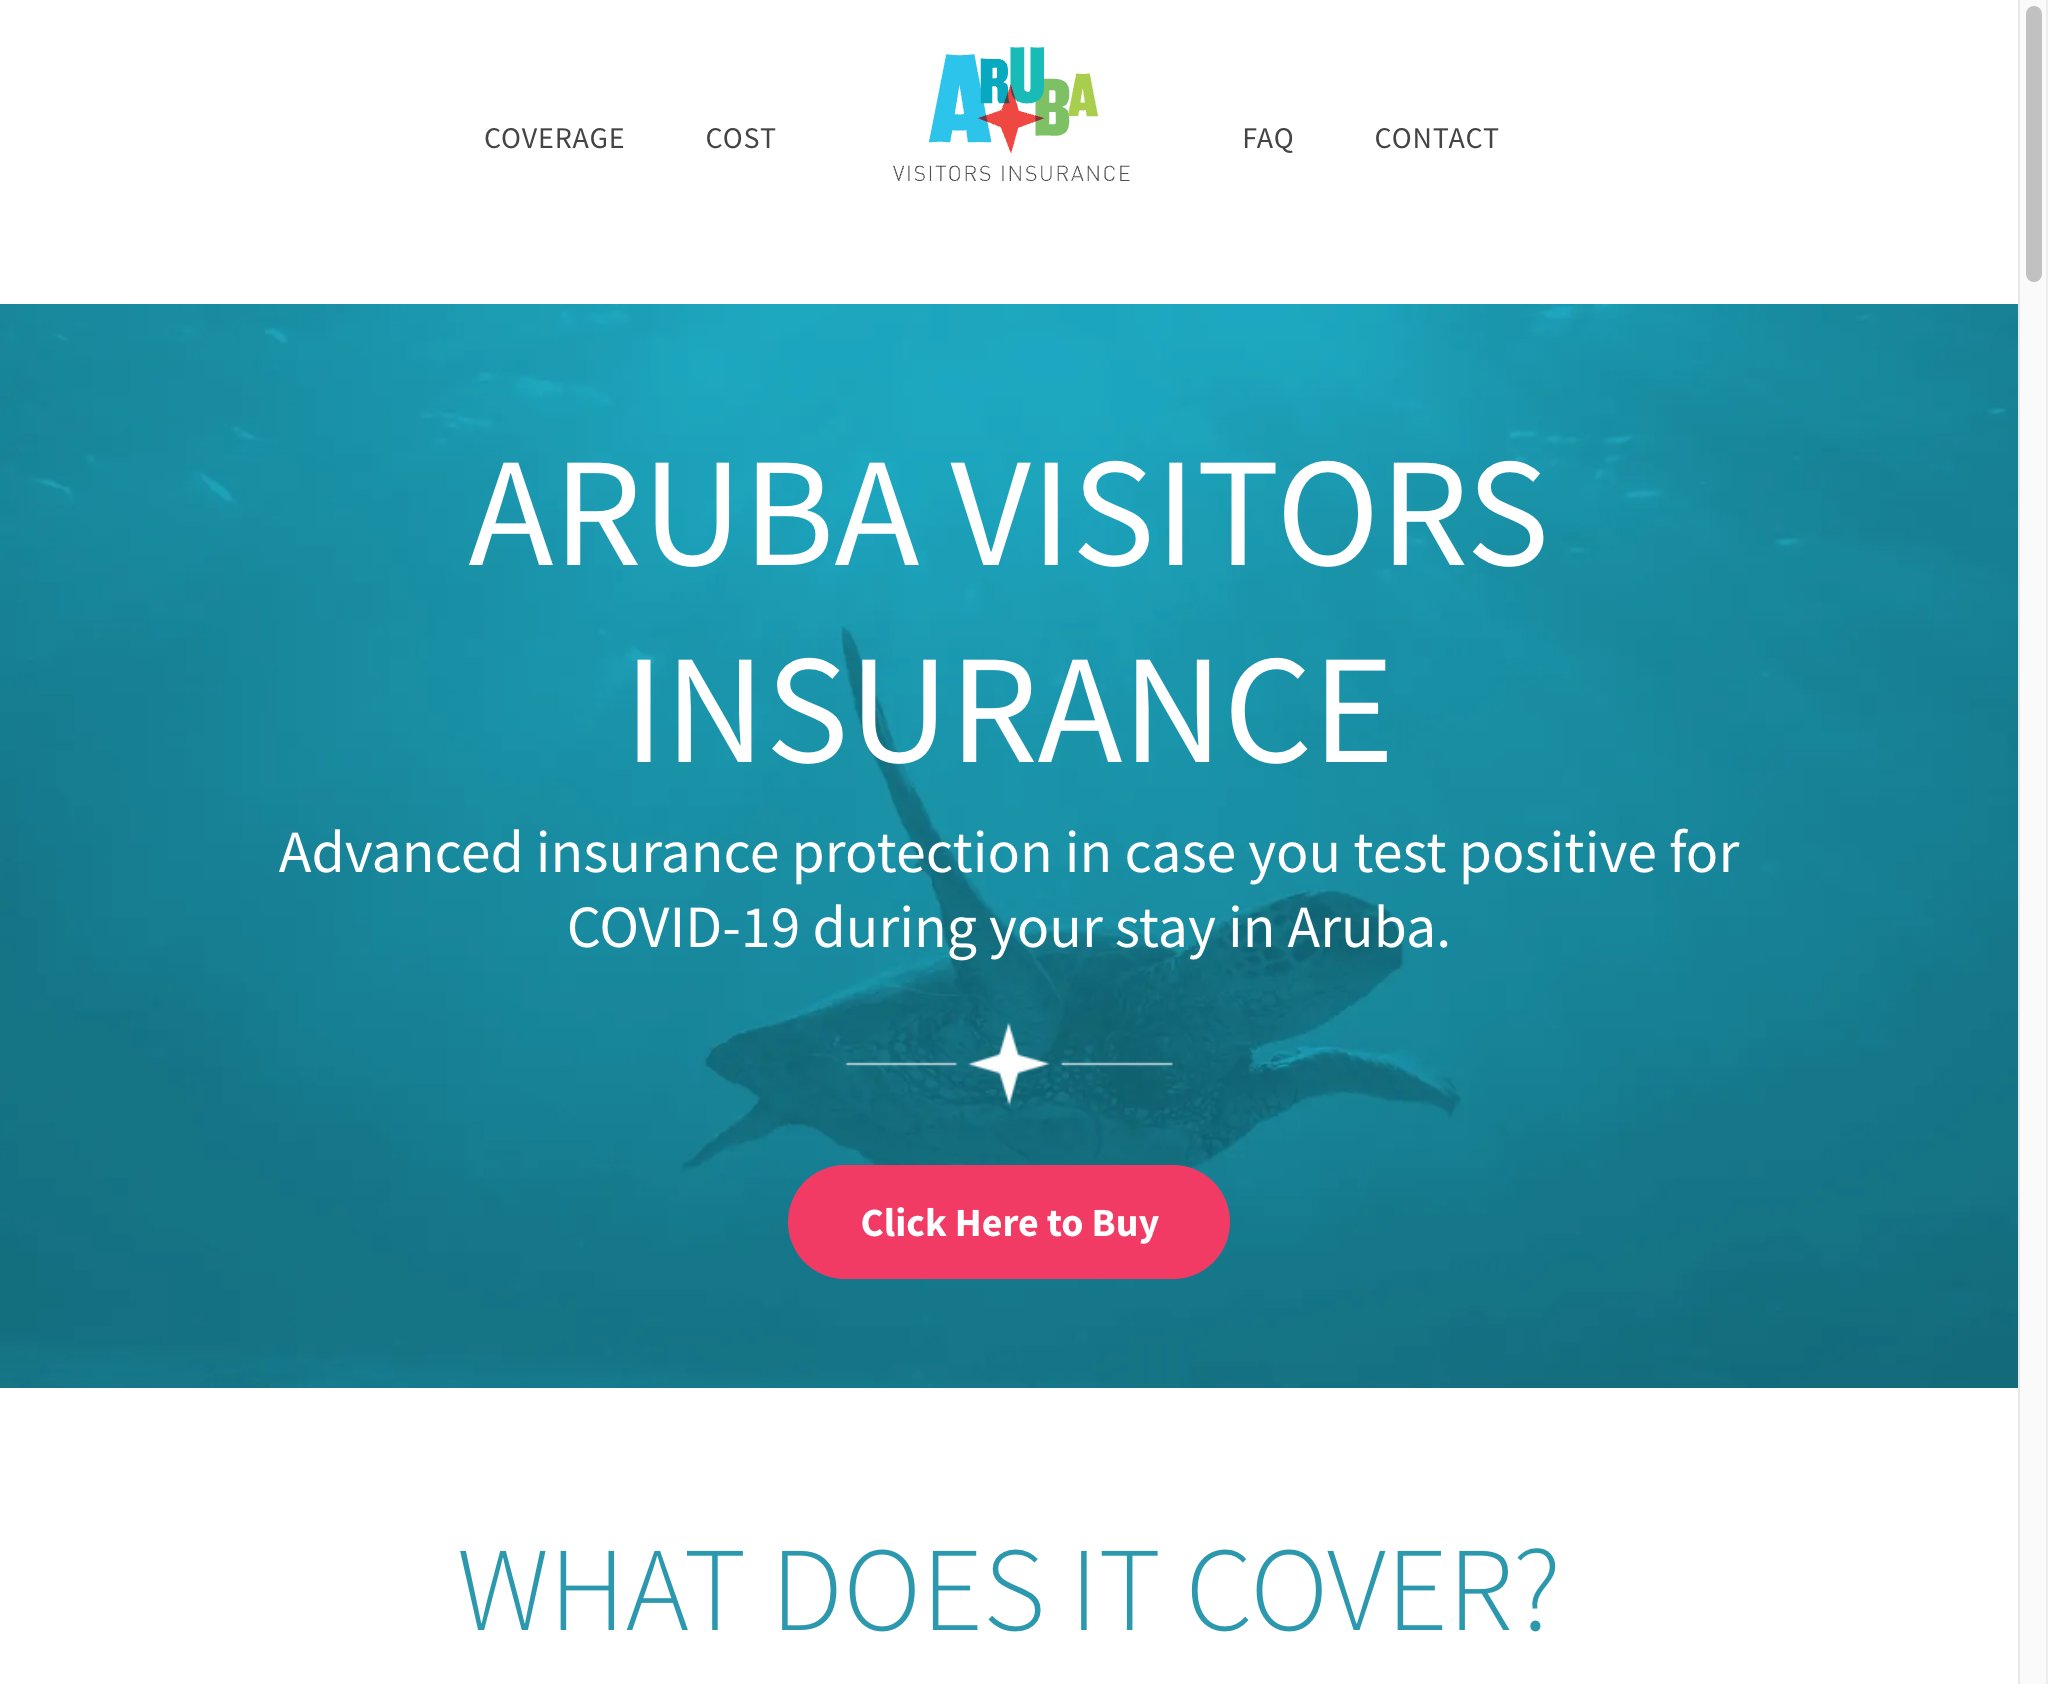 COVERAGE COST ARUBA FAQ CONTACT
VISITORS INSURANCE
ARUBA VISITORS
INSURANCE
Advanced insurance protection in case you test positive for
COVID-19 during your stay in Aruba.
Click Here to Buy
WHAT DOES IT COVER?